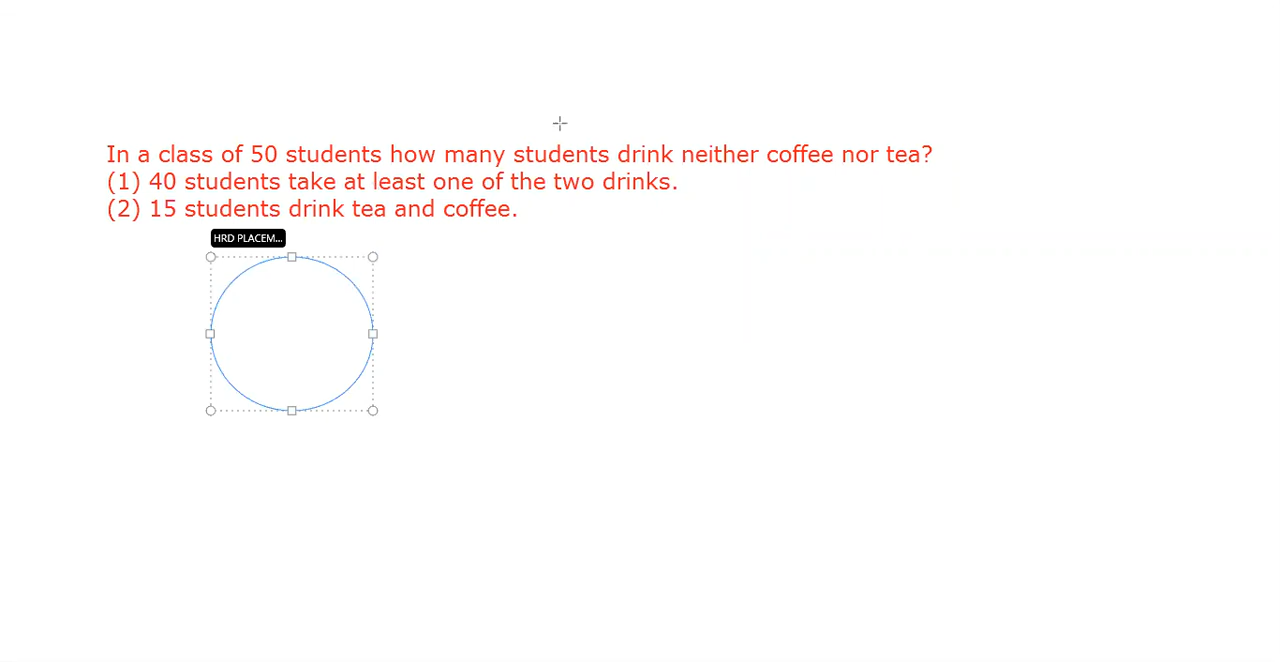 In a class of 50 students how many students drink neither coffee nor tea?
(1) 40 students take at least one of the two drinks.
(2) 15 students drink tea and coffee.
HRD PLACEM...